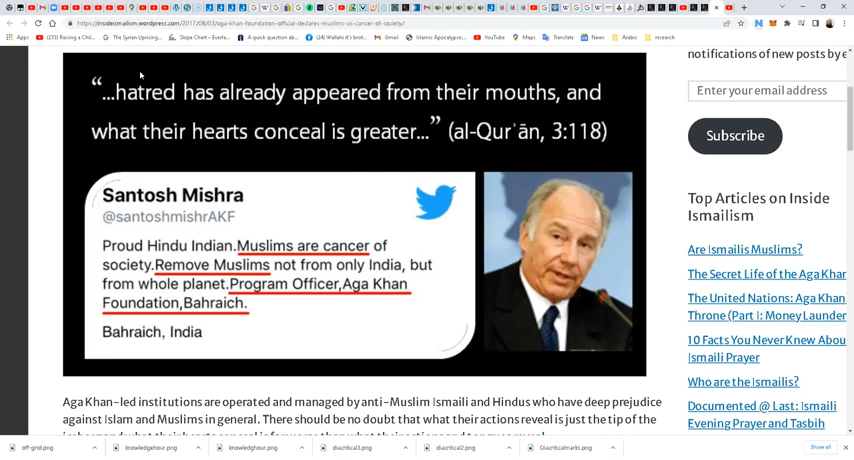 https://insideismailism.wordpress.com/2017/08/03/aga-khan-foundation-official-declares-muslims-as-cancer-of-society/
Apps
(233) Raising a Chil...
The Syrian Uprising...
Slope Chart - Everla...
A quick question ab...
(24) Wallahi it's brot...
Gmail
Islamic Apocalypse:...
YouTube
Maps
Translate
News
Arabic
research
“...hatred has already appeared from their mouths, and
what their hearts conceal is greater...” (al-Qurʾān, 3:118)
Santosh Mishra
@santoshmishrAKF
Proud Hindu Indian.Muslims are cancer of
society.Remove Muslims not from only India, but
from whole planet.Program Officer,Aga Khan
Foundation,Bahraich.
Bahraich, India
Aga Khan-led institutions are operated and managed by anti-Muslim Ismaili and Hindus who have deep prejudice
against Islam and Muslims in general. There should be no doubt that what their actions reveal is just the tip of the
notifications of new posts by e
Enter your email address
Subscribe
Top Articles on Inside
Ismailism
Are Ismailis Muslims?
The Secret Life of the Aga Khan
The United Nations: Aga Khan
Throne (Part I: Money Launder
10 Facts You Never Knew Abou
Ismaili Prayer
Who are the Ismailis?
Documented @ Last: Ismaili
Evening Prayer and Tasbih
off-grid.png
knowledgehour.png
knowledgehour.png
diacritical3.png
diacritical2.png
Diacriticalmarks.png
Show all